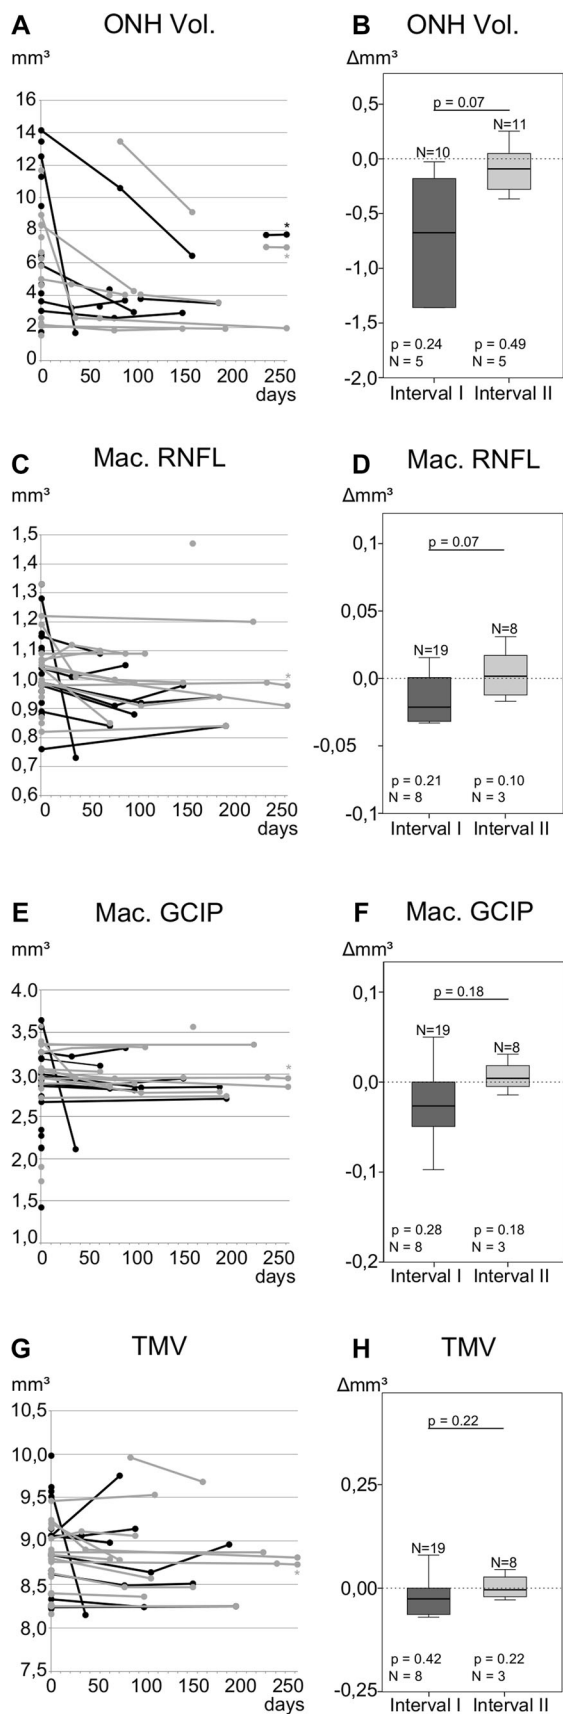 A ONH Vol.
mm³
16
14
12
10
8
6
4
2
0
*
*
0 50 100 150 200 250
days
B ONH Vol.
Δmm³
0,5
0,0
-0,5
-1,0
-1,5
-2,0
p = 0.07
N=10
N=11
p = 0.24 p = 0.49
N = 5 N = 5
Interval I Interval II
C Mac. RNFL
mm³
1,5
1,4
1,3
1,2
1,1
1,0
0,9
0,8
0,7
0,6
*
0 50 100 150 200 250
days
D Mac. RNFL
Δmm³
0,1
0,05
0,0
-0,05
-0,1
p = 0.07
N=19
N=8
p = 0.21 p = 0.10
N = 8 N = 3
Interval I Interval II
E Mac. GCIP
mm³
4.0
3.5
3.0
2.5
2.0
1.5
1,0
*
0 50 100 150 200 250
days
F Mac. GCIP
Δmm³
0,1
0,0
-0,1
-0,2
p = 0.18
N=19
N=8
p = 0.28 p = 0.18
N = 8 N = 3
Interval I Interval II
G TMV
mm³
10,5
10,0
9.5
9.0
8.5
8.0
7,5
*
0 50 100 150 200 250
days
H TMV
Δmm³
0,25
0,00
-0,25
p = 0.22
N=19
N=8
p = 0.42 p = 0.22
N = 8 N = 3
Interval I Interval II